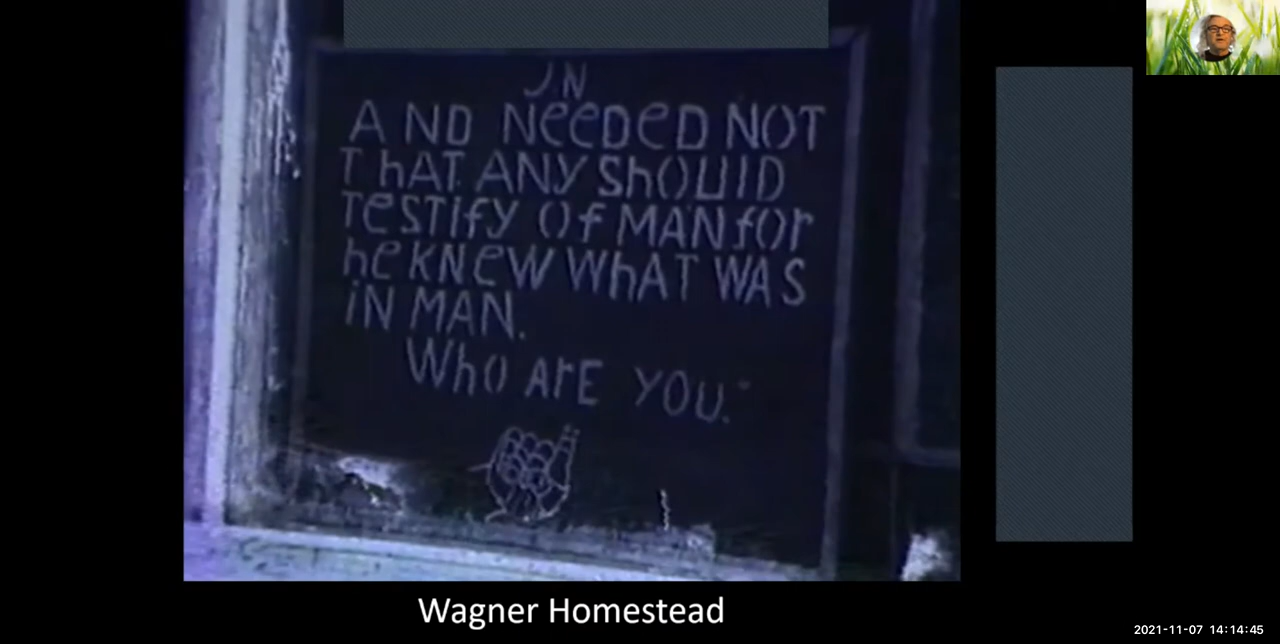 J.N
AND NeeDeD NOT
ThAT. ANY ShOUlD
TeSTIfY Of MAN fOr
he KNeW WhAT WAS
iN MAN.
WhO ArE YOU.
Wagner Homestead
2021-11-07 14:14:45